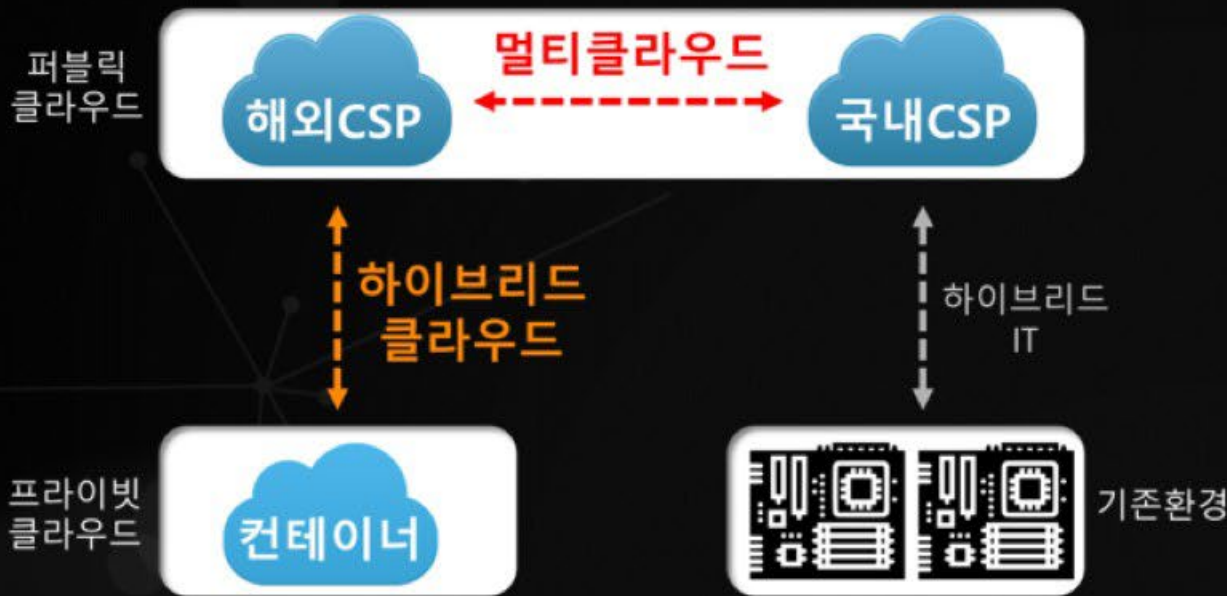 퍼블릭
클라우드
해외CSP
멀티클라우드
국내CSP
하이브리드
클라우드
하이브리드
IT
프라이빗
클라우드
컨테이너
기존환경